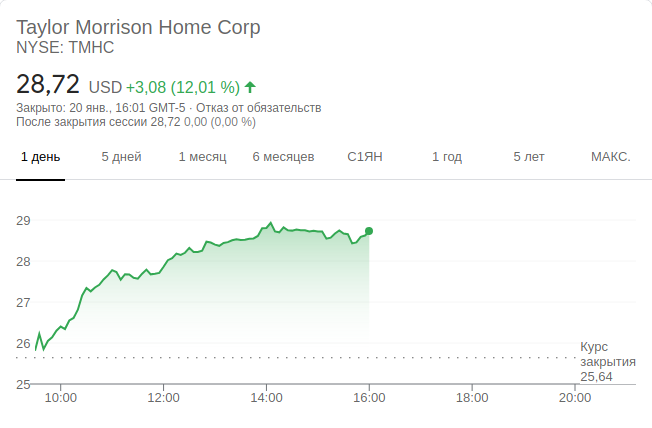 Taylor Morrison Home Corp
NYSE: TMHC
28,72 USD +3,08 (12,01 %)
Закрыто: 20 янв., 16:01 GMT-5 · Отказ от обязательств
После закрытия сессии 28,72 0,00 (0,00 %)
1 день 5 дней 1 месяц 6 месяцев С1ЯН 1 год 5 лет МАКС.
29
28
27
26
25
Курс
закрытия
25,64
10:00 12:00 14:00 16:00 18:00 20:00